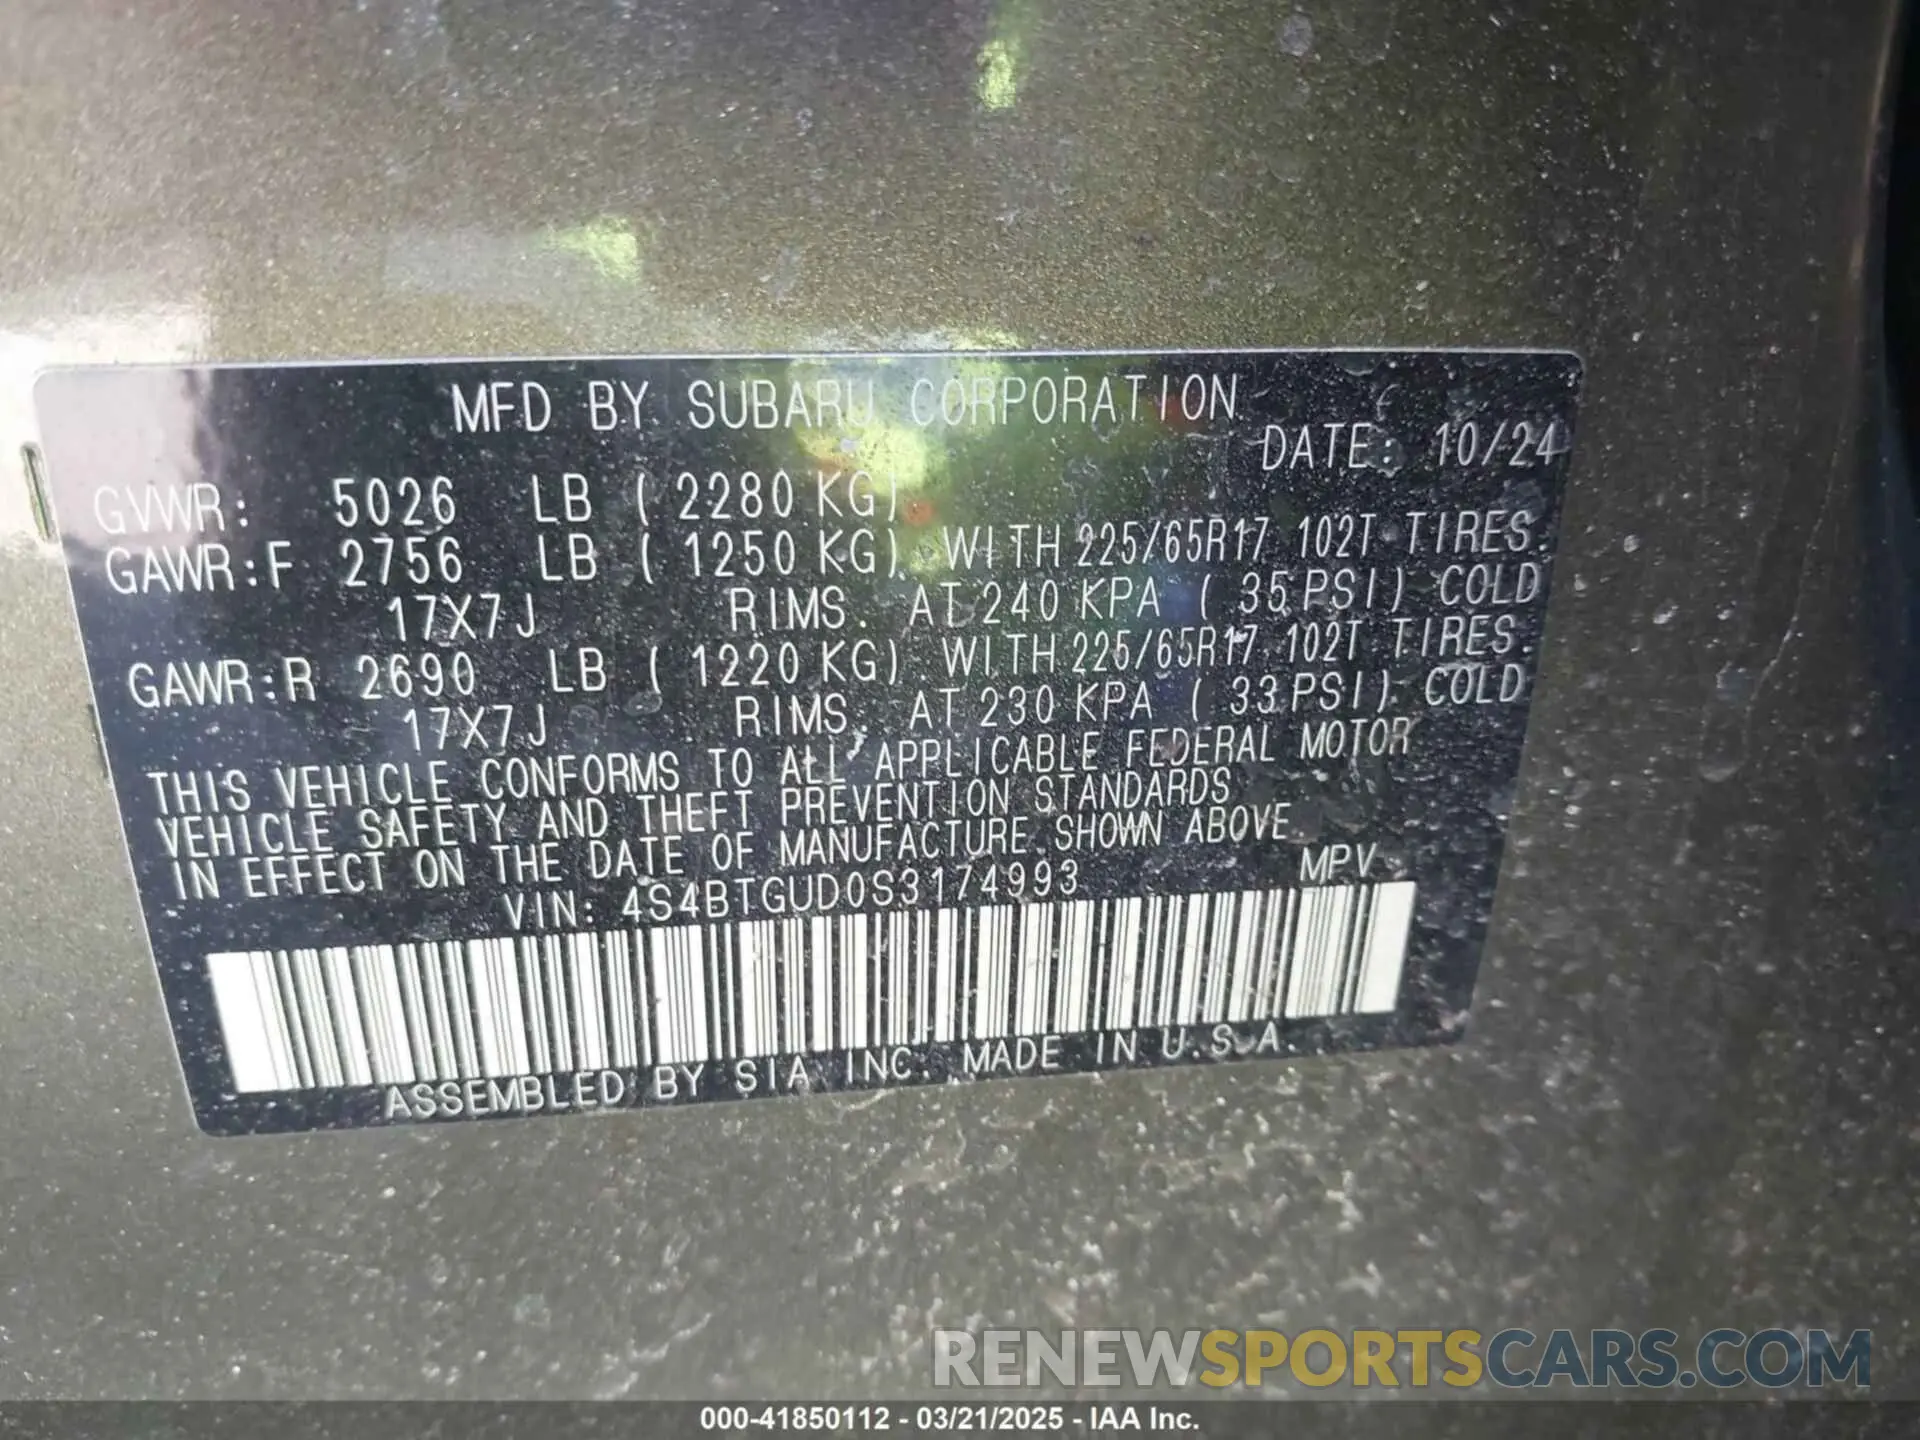 MFD BY SUBARU CORPORATION
DATE: 10/24
GVWR: 5026 LB ( 2280 KG)
GAWR:F 2756 LB ( 1250 KG) WITH 225/65R17 102T TIRES.
17X7J RIMS. AT 240 KPA ( 35 PSI) COLD
GAWR:R 2690 LB ( 1220 KG) WITH 225/65R17 102T TIRES.
17X7J RIMS. AT 230 KPA ( 33 PSI) COLD
THIS VEHICLE CONFORMS TO ALL APPLICABLE FEDERAL MOTOR
VEHICLE SAFETY AND THEFT PREVENTION STANDARDS
IN EFFECT ON THE DATE OF MANUFACTURE SHOWN ABOVE.
VIN: 4S4BTGUD0S3174993 MPV
ASSEMBLED BY SIA INC. MADE IN U.S.A.
RENEWSPORTSCARS.COM
000-41850112 - 03/21/2025 - IAA Inc.